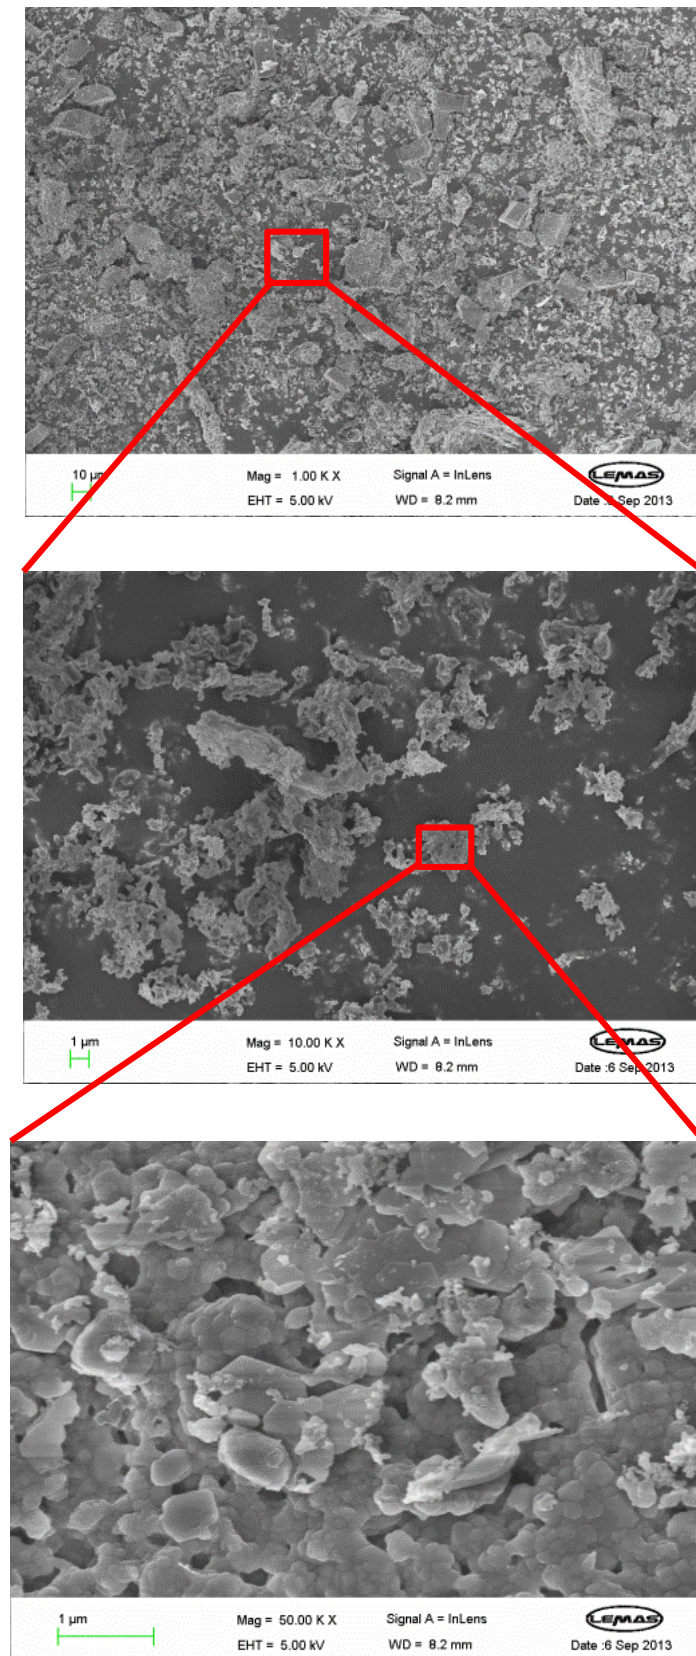 10 µm
Mag = 1.00 K X
Signal A = InLens
LEMAS
EHT = 5.00 kV
WD = 8.2 mm
Date : Sep 2013
1 µm
Mag = 10.00 K X
Signal A = InLens
LEMAS
EHT = 5.00 kV
WD = 8.2 mm
Date :6 Sep 2013
1 µm
Mag = 50.00 K X
Signal A = InLens
LEMAS
EHT = 5.00 kV
WD = 8.2 mm
Date :6 Sep 2013